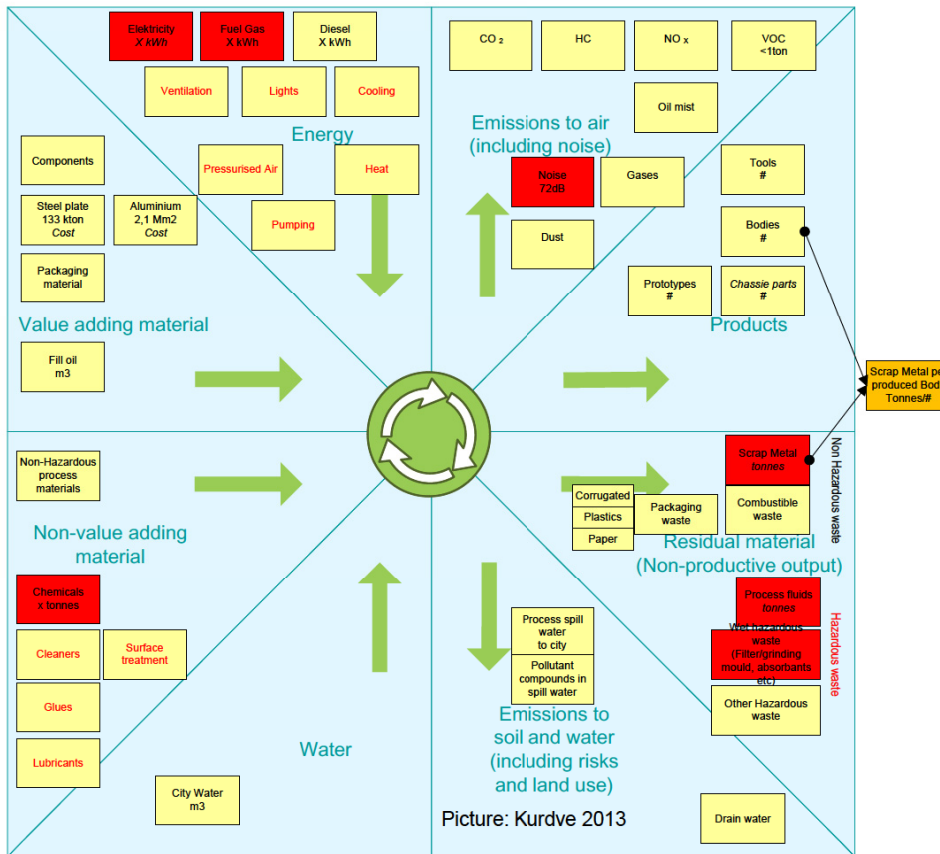 Elektricity
X kWh
Fuel Gas
X kWh
Diesel
X kWh
Ventilation
Lights
Cooling
Energy
Pressurised Air
Heat
Pumping
CO 2
HC
NO x
VOC
<1ton
Oil mist
Emissions to air
(including noise)
Noise
72dB
Gases
Dust
Components
Steel plate
133 kton
Cost
Aluminium
2,1 Mm2
Cost
Packaging
material
Value adding material
Fill oil
m3
Tools
#
Bodies
#
Prototypes
#
Chassie parts
#
Products
Scrap Metal pe
produced Bod
Tonnes/#
Non-Hazardous
process
materials
Non-value adding
material
Chemicals
x tonnes
Cleaners
Surface
treatment
Glues
Lubricants
Water
City Water
m3
Scrap Metal
tonnes
Corrugated
Plastics
Paper
Packaging
waste
Combustible
waste
Non Hazardous waste
Residual material
(Non-productive output)
Process fluids
tonnes
Wet hazardous
waste
(Filter/grinding
mould, absorbants
etc)
Other Hazardous
waste
Hazardous waste
Process spill
water
to city
Pollutant
compounds in
spill water
Emissions to
soil and water
(including risks
and land use)
Drain water
Picture: Kurdve 2013